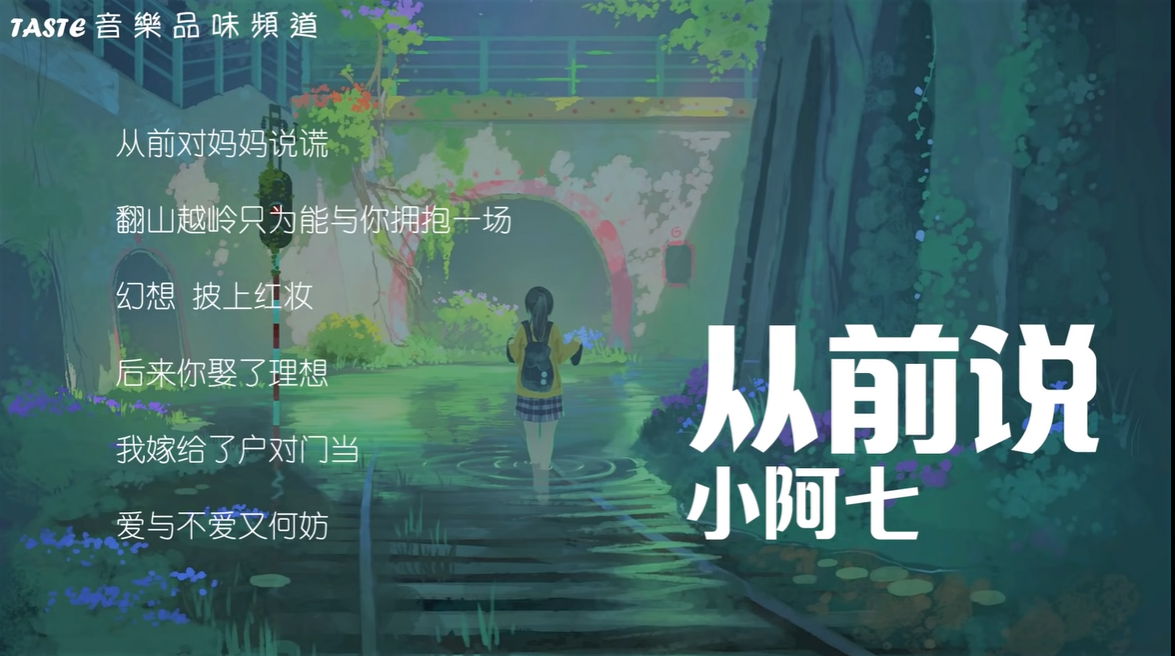 TASTE 音樂品味頻道
从前对妈妈说谎
翻山越岭只为能与你拥抱一场
幻想 披上红妆
后来你娶了理想
我嫁给了户对门当
爱与不爱又何妨
从前说
小阿七